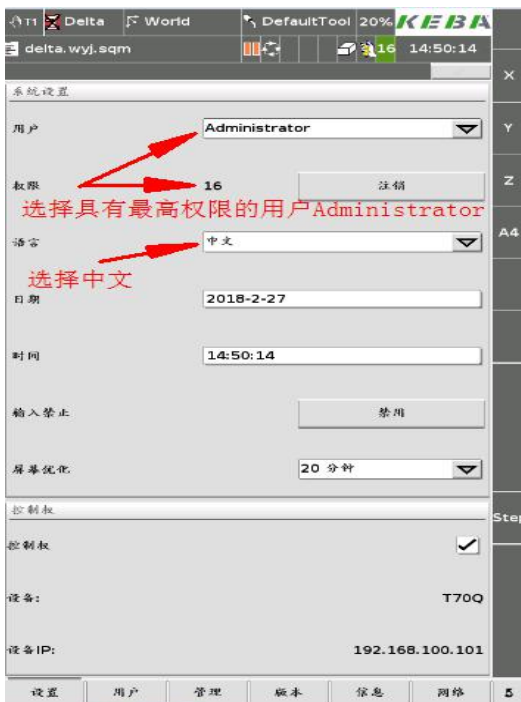 T1 Delta World DefaultTool 20% KEBA
delta.wyj.sqm 16 14:50:14
系统设置
X
用户 Administrator
Y
权限 16 注销
Z
选择具有最高权限的用户Administrator
语言 中文
A4
选择中文
日期 2018-2-27
时间 14:50:14
输入禁止 禁用
屏幕优化 20 分钟
控制权
Step
控制权
设备: T70Q
设备IP: 192.168.100.101
设置 用户 管理 版本 信息 网络 5